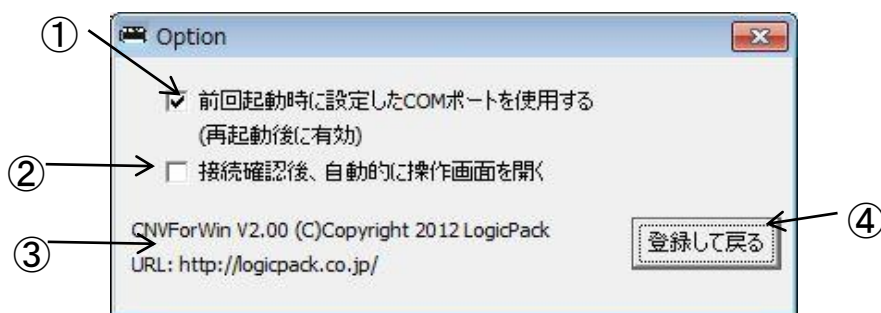 ①
Option
前回起動時に設定したCOMポートを使用する
(再起動後に有効)
②
接続確認後、自動的に操作画面を開く
③
CNVForWin V2.00 (C)Copyright 2012 LogicPack
URL: http://logicpack.co.jp/
登録して戻る
④